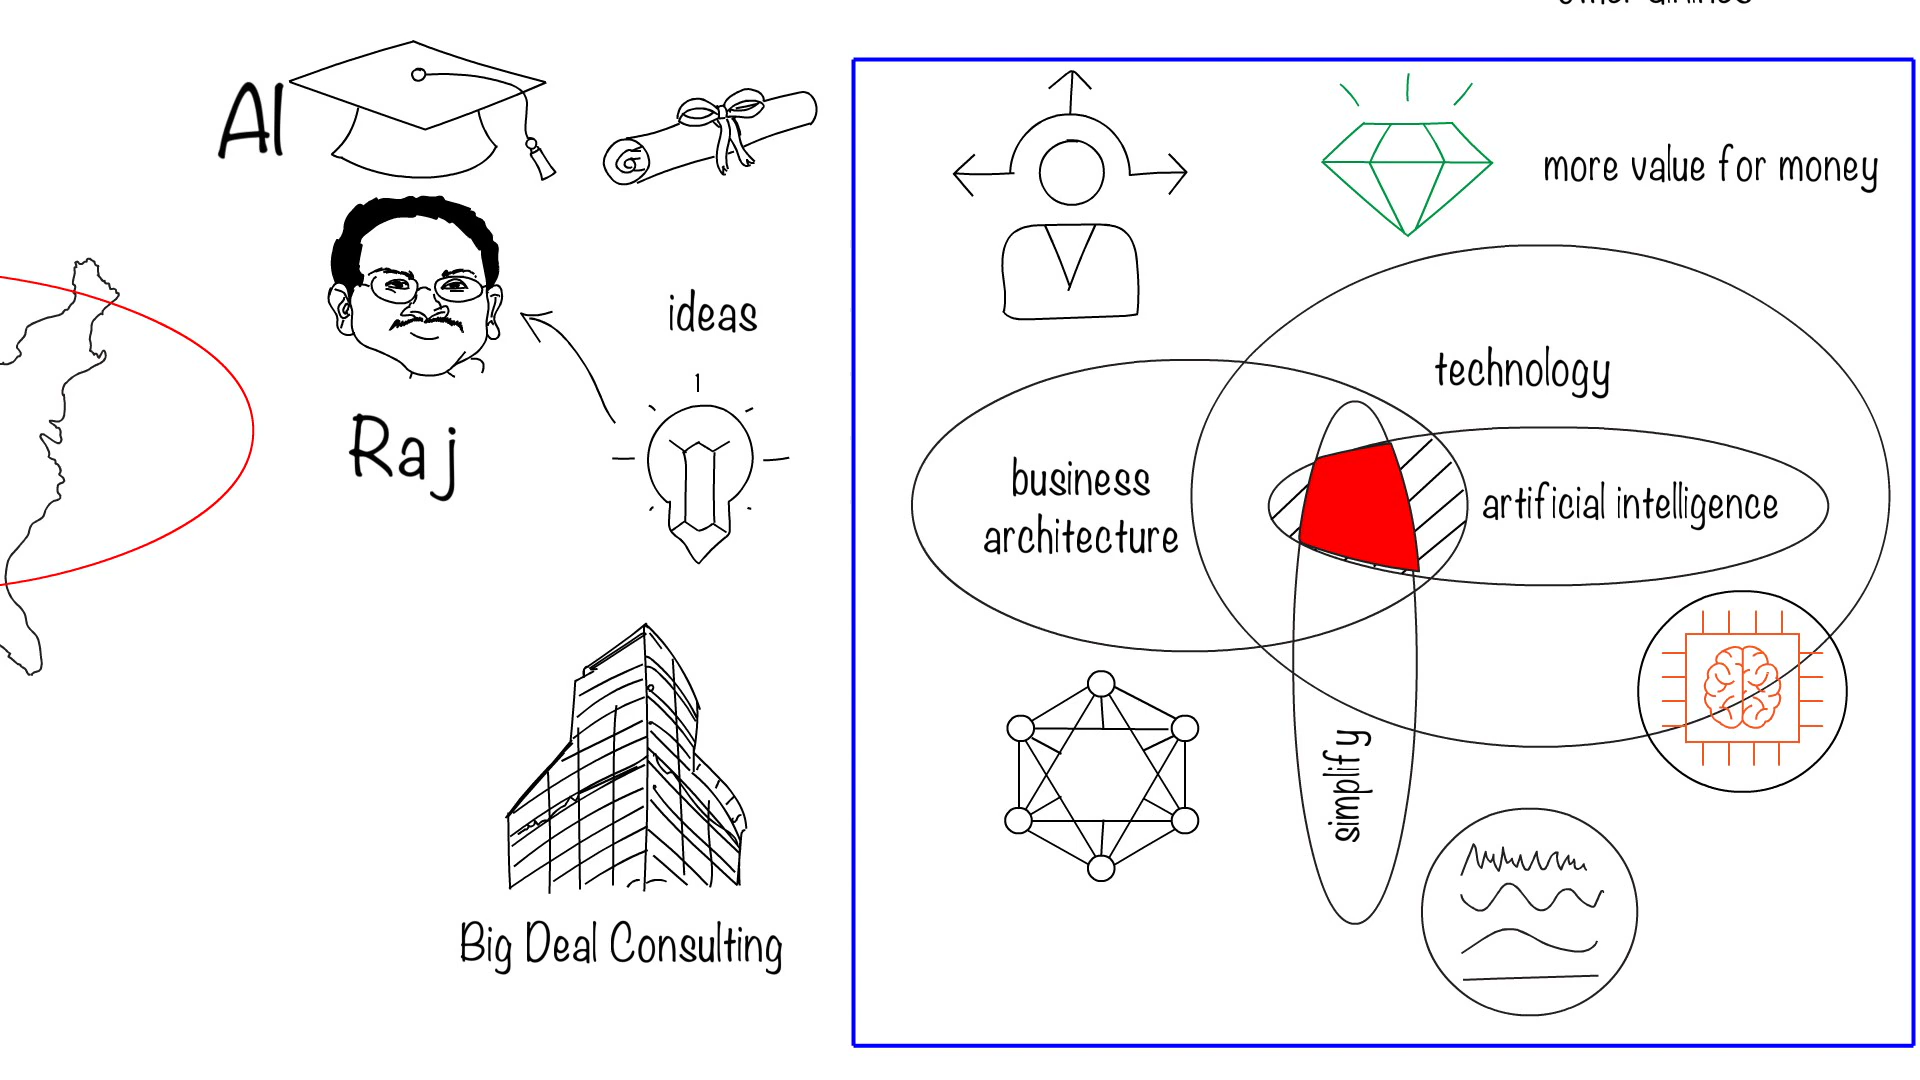 AI
more value for money
ideas
technology
Raj
business
architecture
artificial intelligence
simplify
Big Deal Consulting